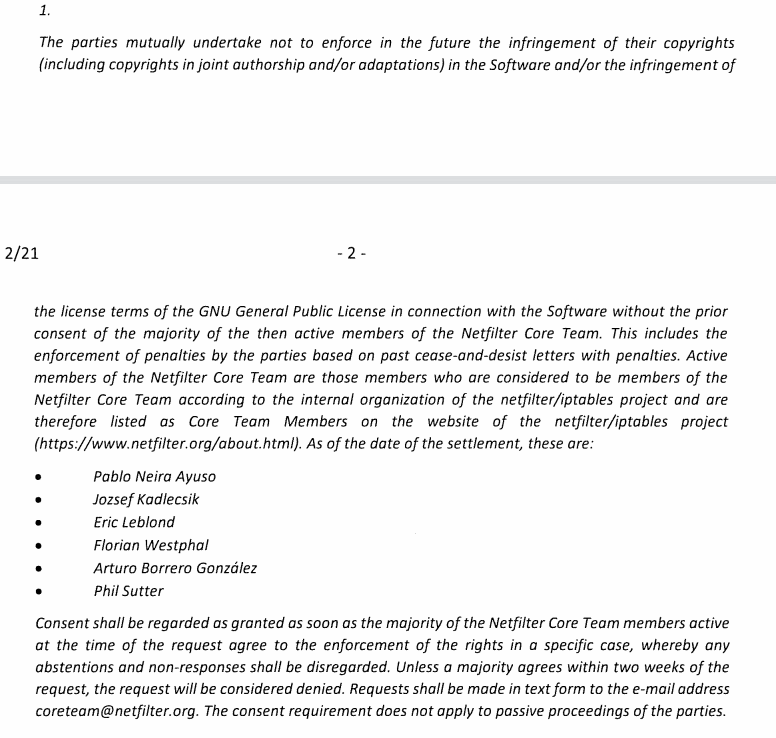 1.
The parties mutually undertake not to enforce in the future the infringement of their copyrights
(including copyrights in joint authorship and/or adaptations) in the Software and/or the infringement of
2/21
- 2 -
the license terms of the GNU General Public License in connection with the Software without the prior
consent of the majority of the then active members of the Netfilter Core Team. This includes the
enforcement of penalties by the parties based on past cease-and-desist letters with penalties. Active
members of the Netfilter Core Team are those members who are considered to be members of the
Netfilter Core Team according to the internal organization of the netfilter/iptables project and are
therefore listed as Core Team Members on the website of the netfilter/iptables project
(https://www.netfilter.org/about.html). As of the date of the settlement, these are:
• Pablo Neira Ayuso
• Jozsef Kadlecsik
• Eric Leblond
• Florian Westphal
• Arturo Borrero González
• Phil Sutter
Consent shall be regarded as granted as soon as the majority of the Netfilter Core Team members active
at the time of the request agree to the enforcement of the rights in a specific case, whereby any
abstentions and non-responses shall be disregarded. Unless a majority agrees within two weeks of the
request, the request will be considered denied. Requests shall be made in text form to the e-mail address
coreteam@netfilter.org. The consent requirement does not apply to passive proceedings of the parties.